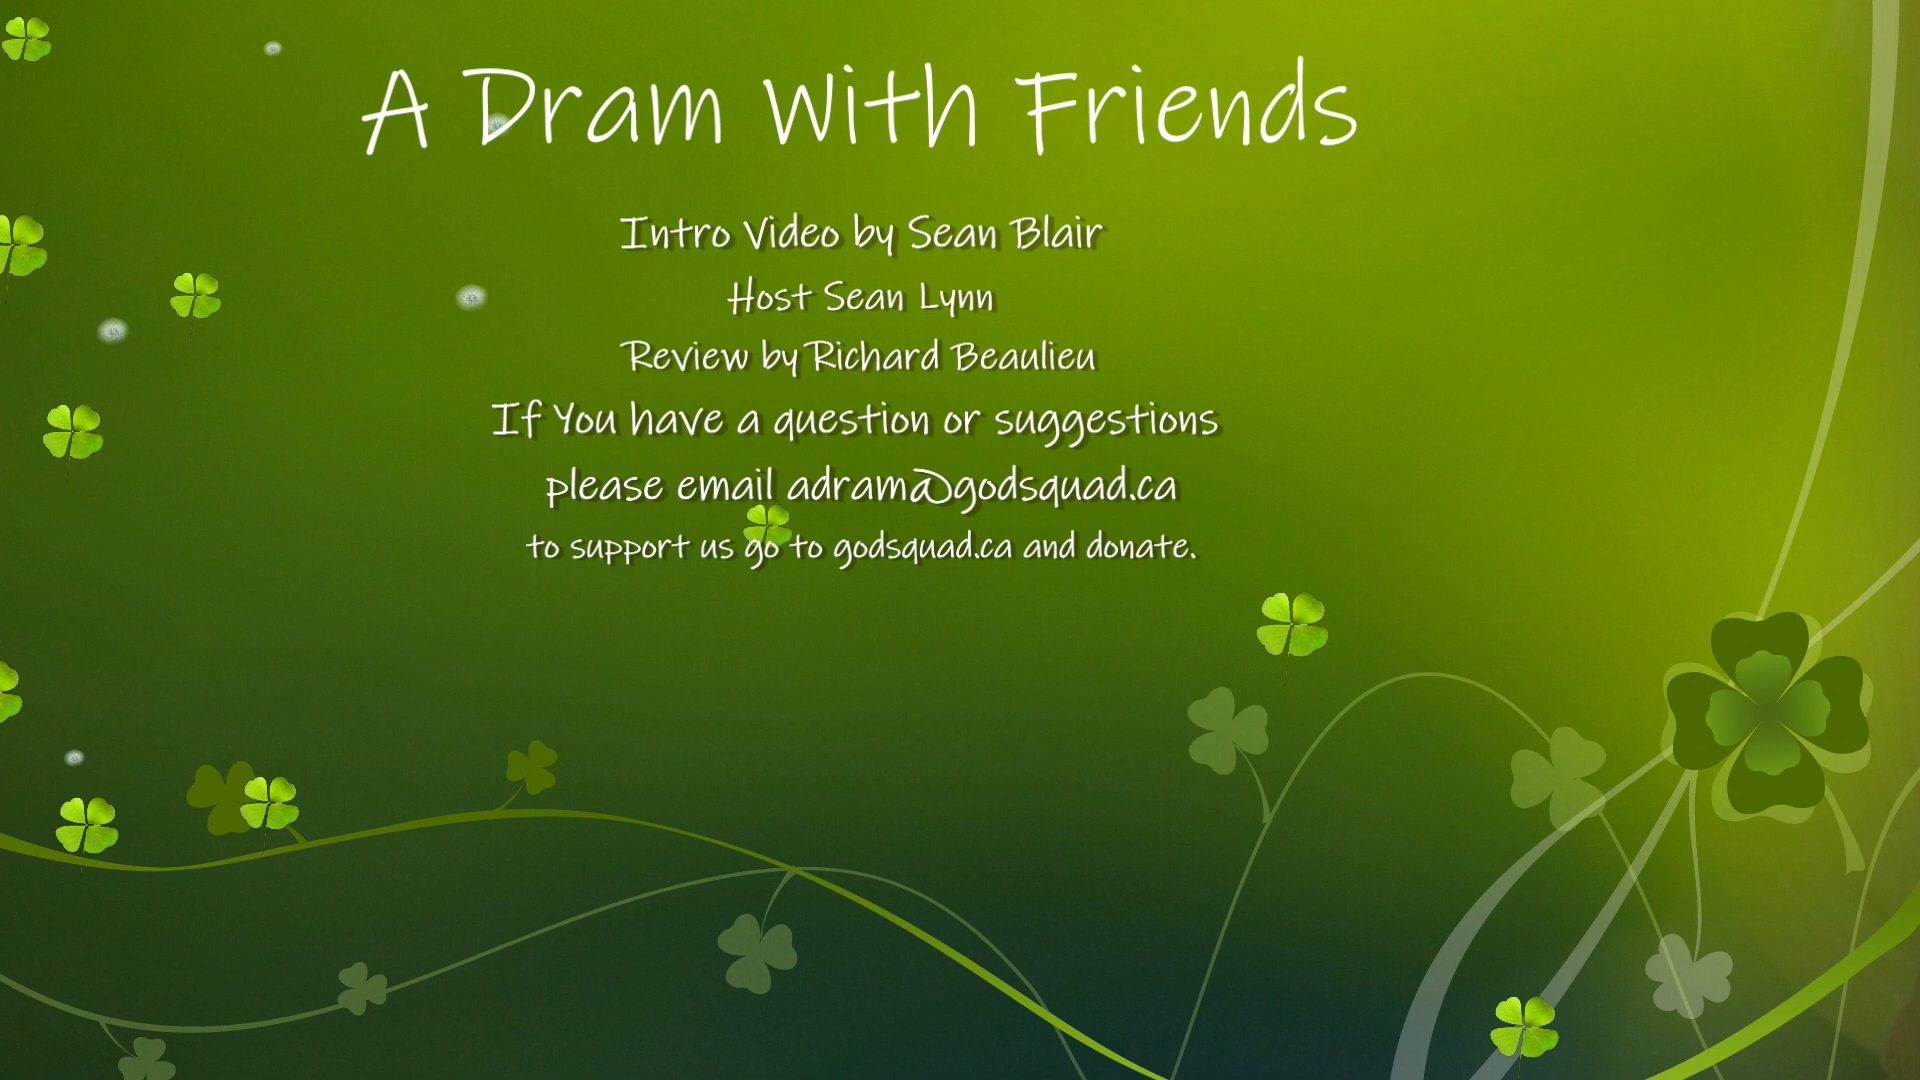 A Dram With Friends
Intro Video by Sean Blair
Host Sean Lynn
Review by Richard Beaulieu
If You have a question or suggestions
please email adram@godsquad.ca
to support us go to godsquad.ca and donate.